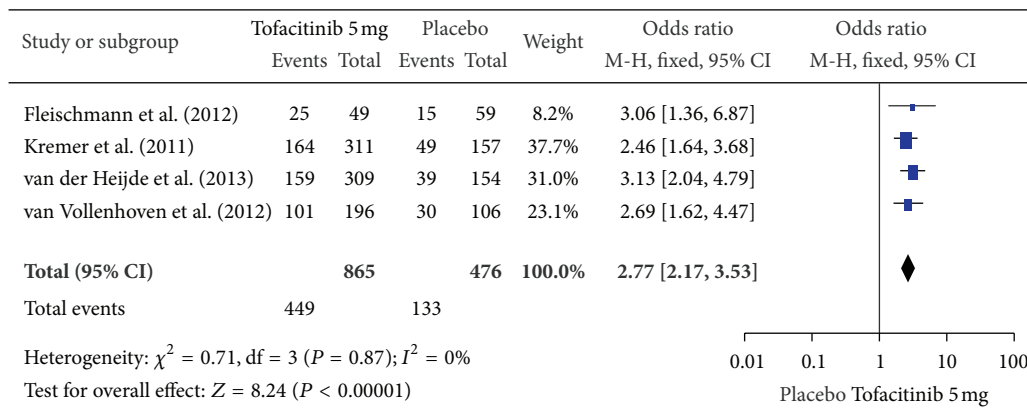 Study or subgroup Tofacitinib 5 mg Placebo Weight Odds ratio Odds ratio
Events Total Events Total M-H, fixed, 95% CI M-H, fixed, 95% CI
Fleischmann et al. (2012) 25 49 15 59 8.2% 3.06 [1.36, 6.87]
Kremer et al. (2011) 164 311 49 157 37.7% 2.46 [1.64, 3.68]
van der Heijde et al. (2013) 159 309 39 154 31.0% 3.13 [2.04, 4.79]
van Vollenhoven et al. (2012) 101 196 30 106 23.1% 2.69 [1.62, 4.47]
Total (95% CI) 865 476 100.0% 2.77 [2.17, 3.53]
Total events 449 133
Heterogeneity: χ² = 0.71, df = 3 (P = 0.87); I² = 0%
Test for overall effect: Z = 8.24 (P < 0.00001)
0.01 0.1 1 10 100
Placebo Tofacitinib 5 mg